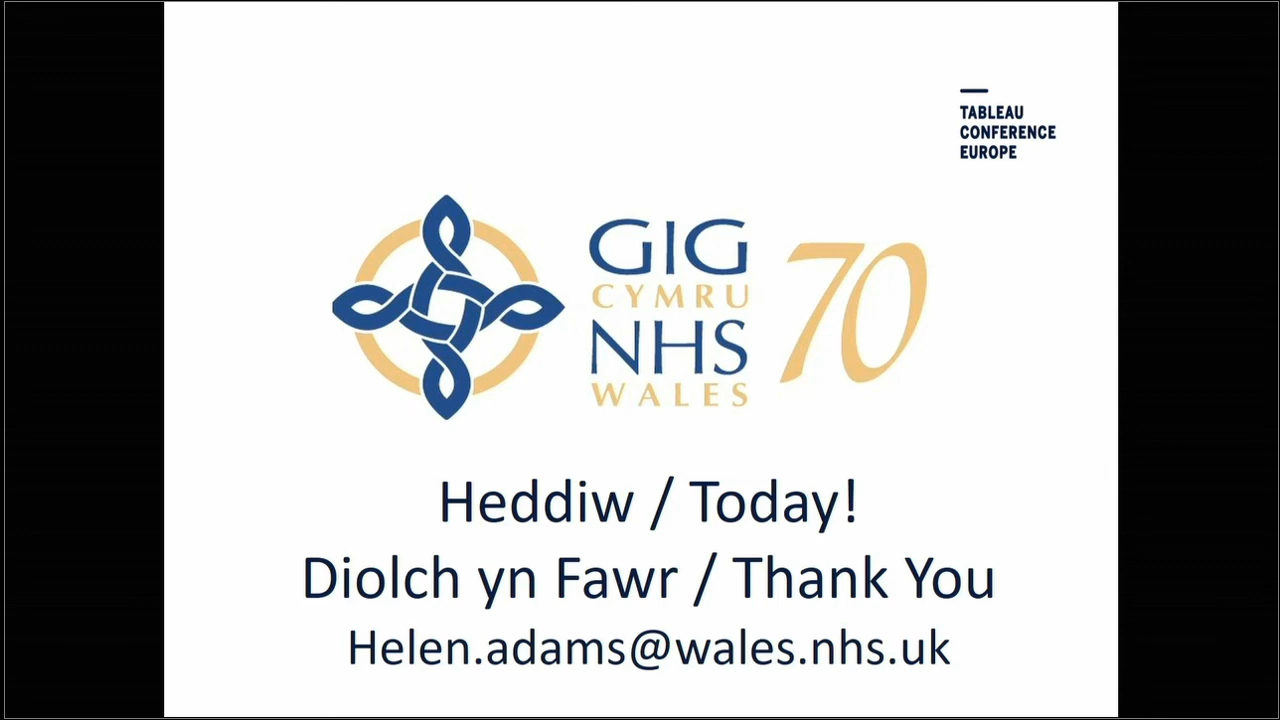 TABLEAU
CONFERENCE
EUROPE
GIG
CYMRU
NHS
WALES
70
Heddiw / Today!
Diolch yn Fawr / Thank You
Helen.adams@wales.nhs.uk